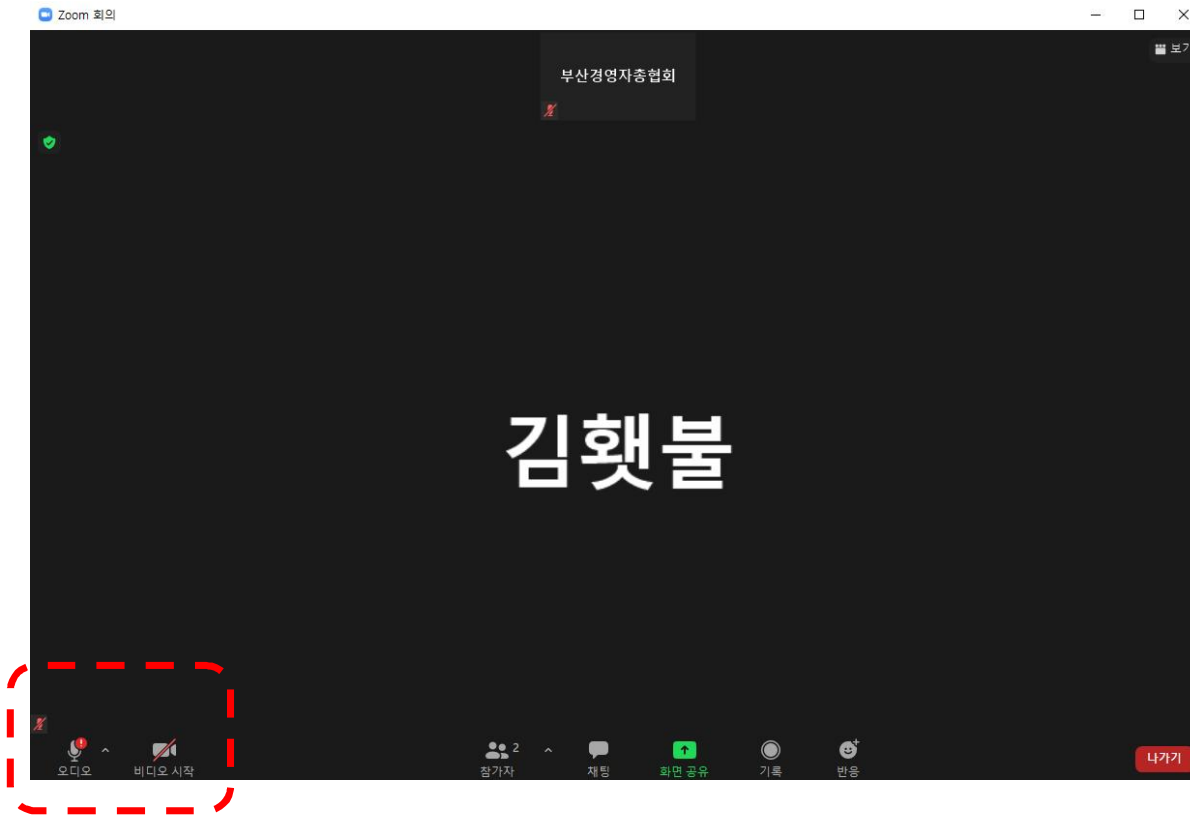 Zoom 회의
부산경영자총협회
보기
김횃불
오디오
비디오 시작
참가자 2
채팅
화면 공유
기록
반응
나가기